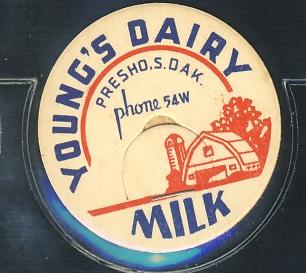 YOUNG'S DAIRY
PRESHO, S. DAK.
phone 54W
MILK